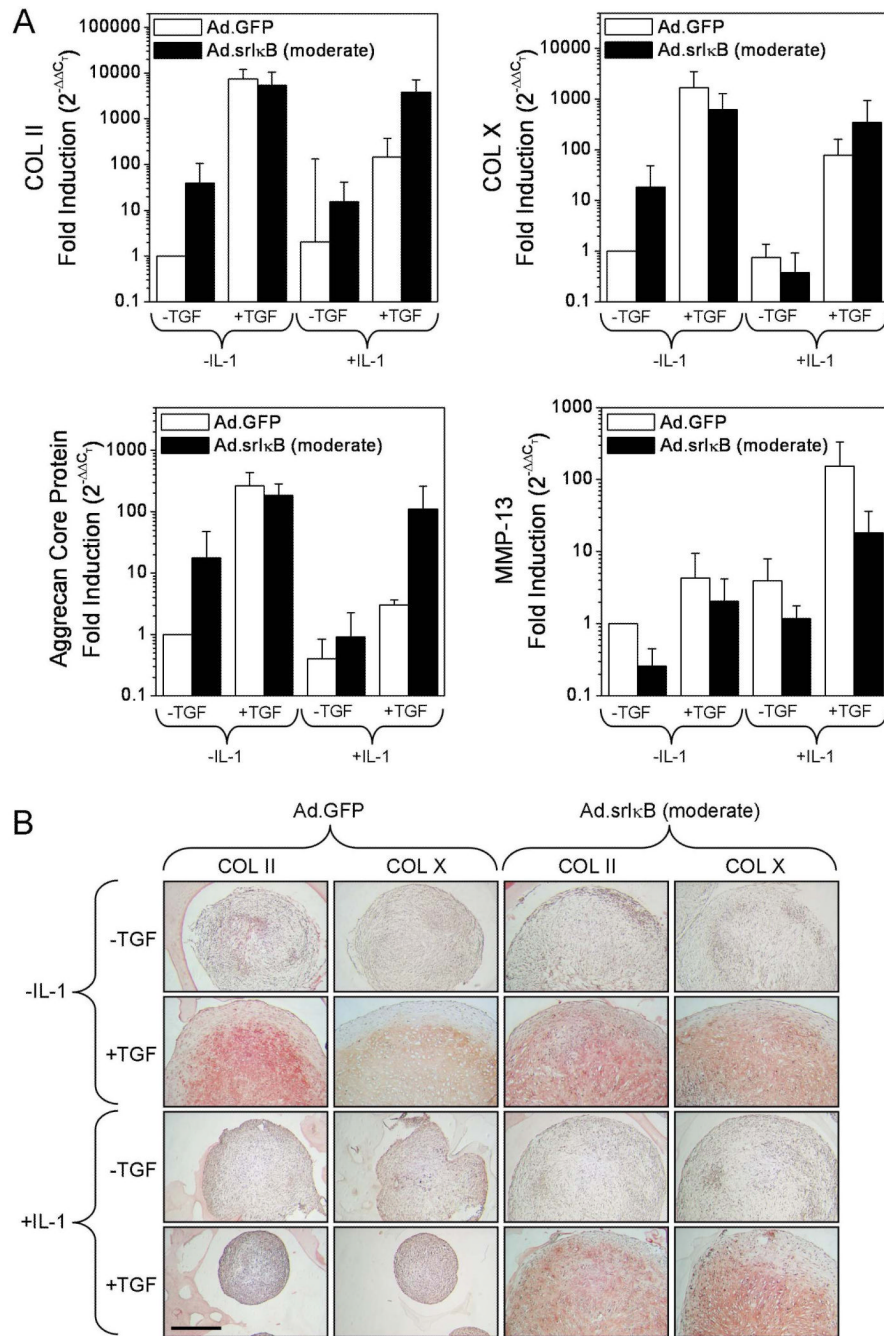 A
COL II
Fold Induction (2^-ΔΔC_T)
100000
10000
1000
100
10
1
0.1
Ad.GFP
Ad.srIκB (moderate)
-TGF +TGF -TGF +TGF
-IL-1 +IL-1
COL X
Fold Induction (2^-ΔΔC_T)
10000
1000
100
10
1
0.1
Ad.GFP
Ad.srIκB (moderate)
-TGF +TGF -TGF +TGF
-IL-1 +IL-1
Aggrecan Core Protein
Fold Induction (2^-ΔΔC_T)
1000
100
10
1
0.1
Ad.GFP
Ad.srIκB (moderate)
-TGF +TGF -TGF +TGF
-IL-1 +IL-1
MMP-13
Fold Induction (2^-ΔΔC_T)
1000
100
10
1
0.1
Ad.GFP
Ad.srIκB (moderate)
-TGF +TGF -TGF +TGF
-IL-1 +IL-1
B
Ad.GFP Ad.srIκB (moderate)
COL II COL X COL II COL X
-IL-1
-TGF
+TGF
+IL-1
-TGF
+TGF